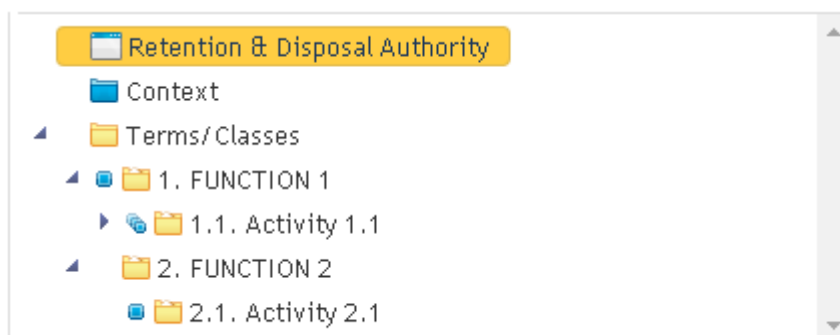 Retention & Disposal Authority
Context
Terms/Classes
1. FUNCTION 1
1.1. Activity 1.1
2. FUNCTION 2
2.1. Activity 2.1